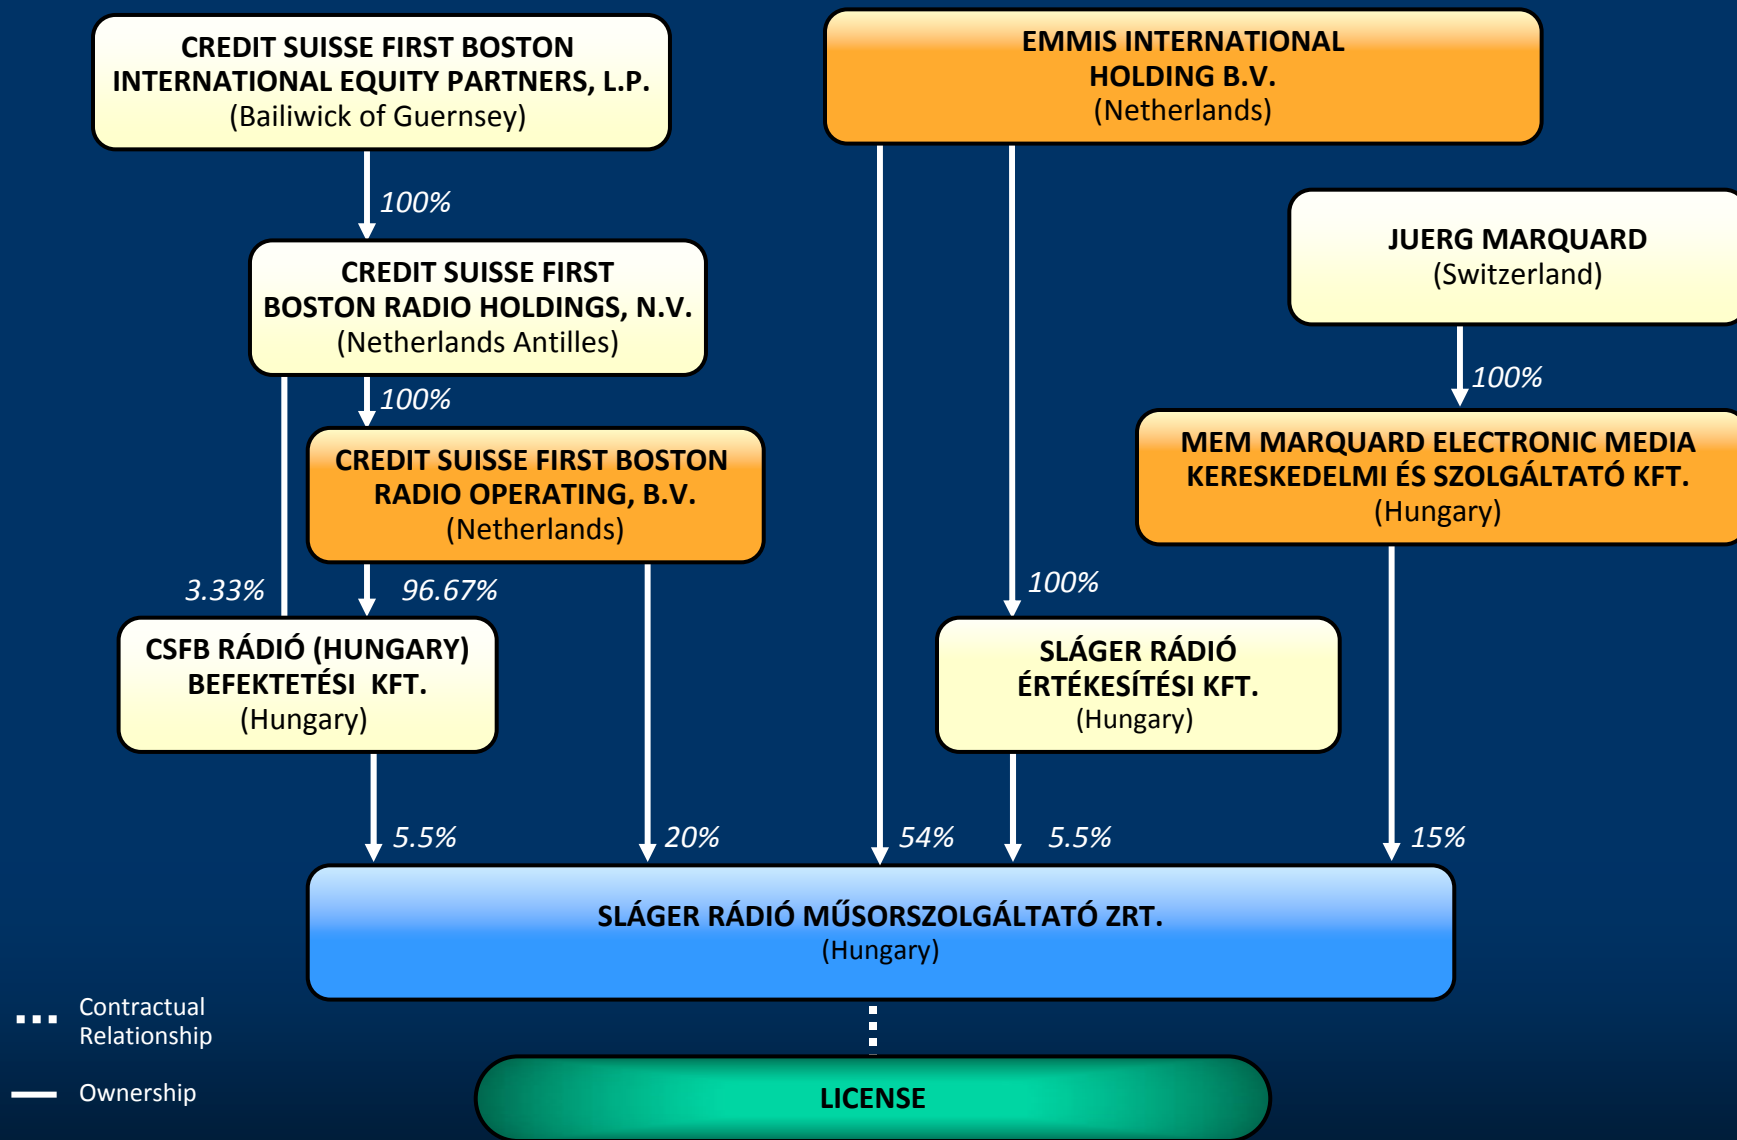 CREDIT SUISSE FIRST BOSTON
INTERNATIONAL EQUITY PARTNERS, L.P.
(Bailiwick of Guernsey)
EMMIS INTERNATIONAL
HOLDING B.V.
(Netherlands)
100%
CREDIT SUISSE FIRST
BOSTON RADIO HOLDINGS, N.V.
(Netherlands Antilles)
JUERG MARQUARD
(Switzerland)
100%
100%
CREDIT SUISSE FIRST BOSTON
RADIO OPERATING, B.V.
(Netherlands)
MEM MARQUARD ELECTRONIC MEDIA
KERESKEDELMI ÉS SZOLGÁLTATÓ KFT.
(Hungary)
3.33%
96.67%
100%
CSFB RÁDIÓ (HUNGARY)
BEFEKTETÉSI KFT.
(Hungary)
SLÁGER RÁDIÓ
ÉRTÉKESÍTÉSI KFT.
(Hungary)
5.5%
20%
54%
5.5%
15%
SLÁGER RÁDIÓ MŰSORSZOLGÁLTATÓ ZRT.
(Hungary)
Contractual
Relationship
Ownership
LICENSE